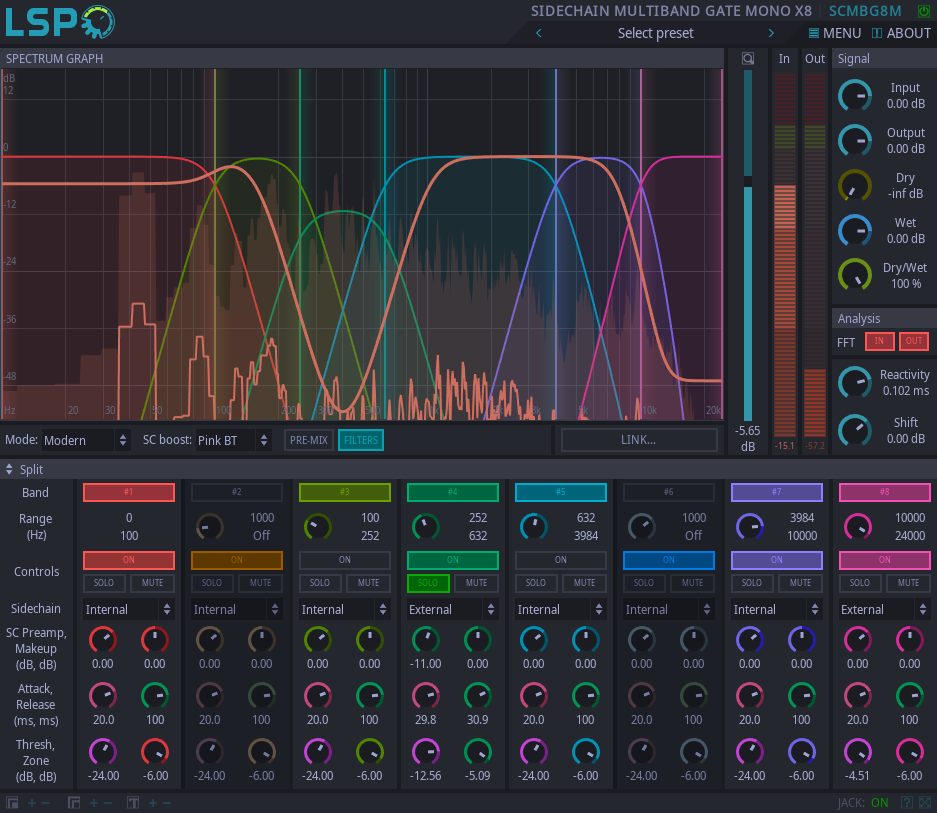 LSP
SIDECHAIN MULTIBAND GATE MONO X8 SCMBG8M
Select preset
MENU ABOUT
SPECTRUM GRAPH
In Out
Signal
dB
12
0
-12
-24
-36
-48
Hz 20 30 50 100 200 10k 20k
Input
0.00 dB
Output
0.00 dB
Dry
-inf dB
Wet
0.00 dB
Dry/Wet
100 %
Analysis
FFT IN OUT
Reactivity
0.102 ms
Shift
0.00 dB
-5.65
dB
-15.1 -57.2
Mode: Modern SC boost: Pink BT PRE-MIX FILTERS LINK...
Split
Band #1 #2 #3 #4 #5 #6 #7 #8
Range
(Hz)
0 1000 100 252 632 1000 3984 10000
100 Off 252 632 3984 Off 10000 24000
Controls
ON ON ON ON ON ON ON ON
SOLO MUTE SOLO MUTE SOLO MUTE SOLO MUTE SOLO MUTE SOLO MUTE SOLO MUTE SOLO MUTE
Sidechain Internal Internal Internal External Internal Internal Internal External
SC Preamp,
Makeup
(dB, dB)
0.00 0.00 0.00 0.00 0.00 0.00 -11.00 0.00 0.00 0.00 0.00 0.00 0.00 0.00 0.00 0.00
Attack,
Release
(ms, ms)
20.0 100 20.0 100 20.0 100 29.8 30.9 20.0 100 20.0 100 20.0 100 20.0 100
Thresh,
Zone
(dB, dB)
-24.00 -6.00 -24.00 -6.00 -24.00 -6.00 -12.56 -5.09 -24.00 -6.00 -24.00 -6.00 -24.00 -6.00 -4.51 -6.00
JACK: ON